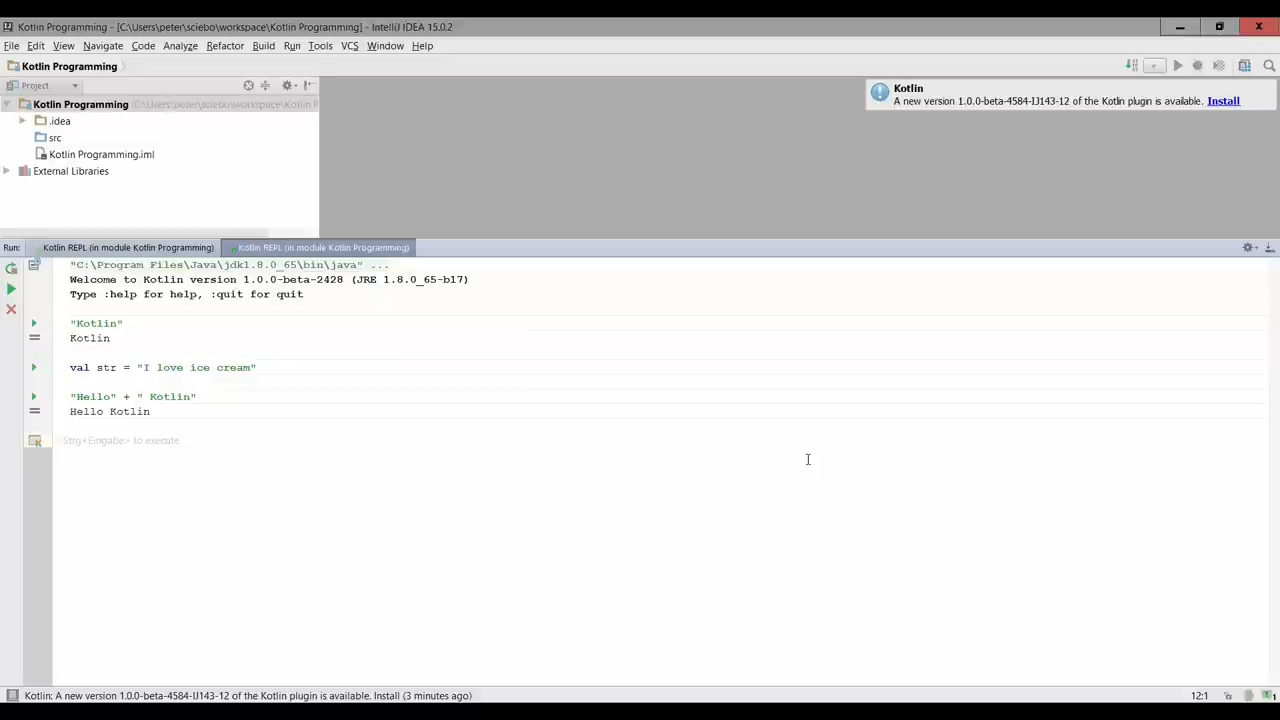 Kotlin Programming - [C:\Users\peter\sciebo\workspace\Kotlin Programming] - IntelliJ IDEA 15.0.2
File Edit View Navigate Code Analyze Refactor Build Run Tools VCS Window Help
Kotlin Programming
Project
Kotlin Programming (C:\Users\peter\sciebo\workspace\Kotlin P
.idea
src
Kotlin Programming.iml
External Libraries
Kotlin
A new version 1.0.0-beta-4584-IJ143-12 of the Kotlin plugin is available. Install
Run: Kotlin REPL (in module Kotlin Programming) Kotlin REPL (in module Kotlin Programming)
"C:\Program Files\Java\jdk1.8.0_65\bin\java" ...
Welcome to Kotlin version 1.0.0-beta-2428 (JRE 1.8.0_65-b17)
Type :help for help, :quit for quit
"Kotlin"
Kotlin
val str = "I love ice cream"
"Hello" + " Kotlin"
Hello Kotlin
Strg+Eingabe> to execute
Kotlin: A new version 1.0.0-beta-4584-IJ143-12 of the Kotlin plugin is available. Install (3 minutes ago) 12:1 1